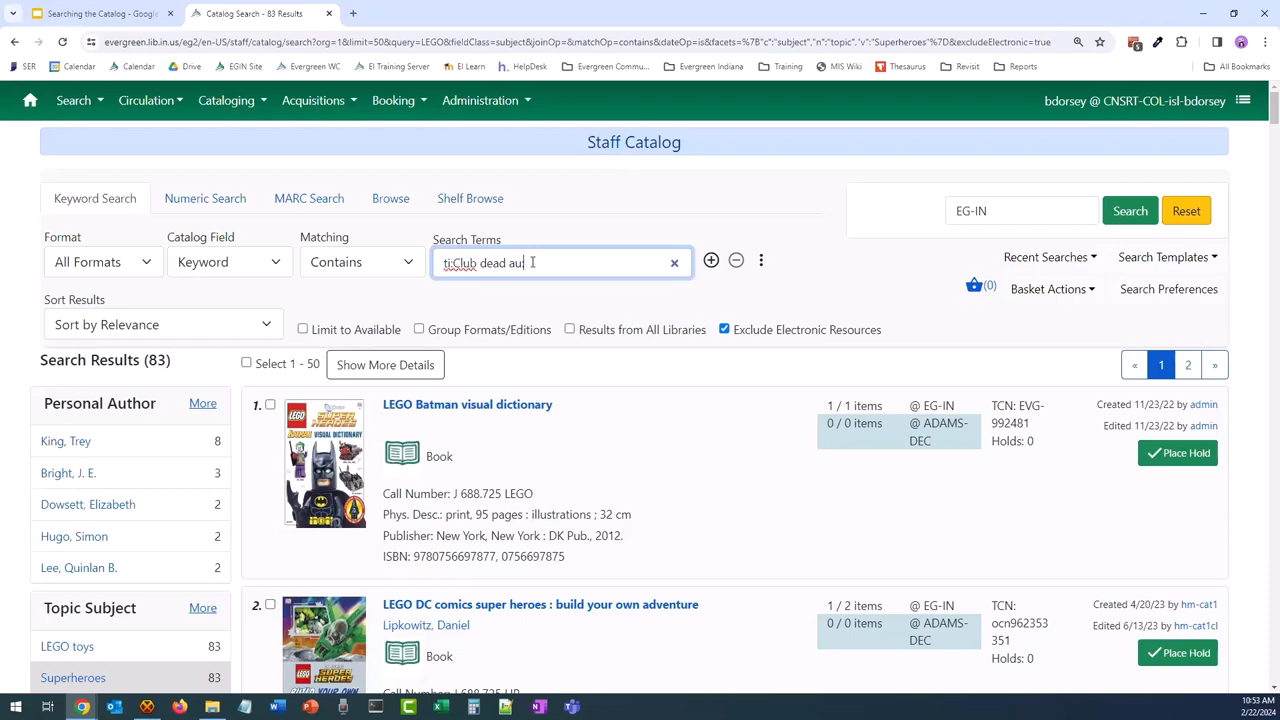 Searching the Catalog - Google
Catalog Search - 83 Results
evergreen.lib.in.us/eg2/en-US/staff/catalog/search?org=1&limit=50&query=LEGO&fieldClass=subject&joinOp=&matchOp=contains&dateOp=is&facets=%7B"c":"subject","n":"topic","v":"Superheroes"%7D&excludeElectronic=true
SER Calendar Calendar Drive EGIN Site Evergreen WC EI Training Server EI Learn HelpDesk Evergreen Commu... Evergreen Indiana Training MIS Wiki Thesaurus Revisit Reports All Bookmarks
Search Circulation Cataloging Acquisitions Booking Administration bdorsey @ CNSRT-COL-isl-bdorsey
Staff Catalog
Keyword Search Numeric Search MARC Search Browse Shelf Browse
EG-IN Search Reset
Format Catalog Field Matching Search Terms
All Formats Keyword Contains ti:Club dead au:
Recent Searches Search Templates
(0) Basket Actions Search Preferences
Sort Results
Sort by Relevance Limit to Available Group Formats/Editions Results from All Libraries Exclude Electronic Resources
Search Results (83) Select 1 - 50 Show More Details « 1 2 »
Personal Author More
King, Trey 8
Bright, J. E. 3
Dowsett, Elizabeth 2
Hugo, Simon 2
Lee, Quinlan B. 2
Topic Subject More
LEGO toys 83
Superheroes 83
1. LEGO Batman visual dictionary
Book
Call Number: J 688.725 LEGO
Phys. Desc.: print, 95 pages : illustrations ; 32 cm
Publisher: New York, New York : DK Pub., 2012.
ISBN: 9780756697877, 0756697875
1 / 1 items @ EG-IN
0 / 0 items @ ADAMS-
DEC
TCN: EVG-
992481
Holds: 0
Created 11/23/22 by admin
Edited 11/23/22 by admin
Place Hold
2. LEGO DC comics super heroes : build your own adventure
Lipkowitz, Daniel
Book
1 / 2 items @ EG-IN
0 / 0 items @ ADAMS-
DEC
TCN:
ocn962353
351
Holds: 0
Created 4/20/23 by hm-cat1
Edited 6/13/23 by hm-cat1cl
Place Hold
10:53 AM
2/22/2024